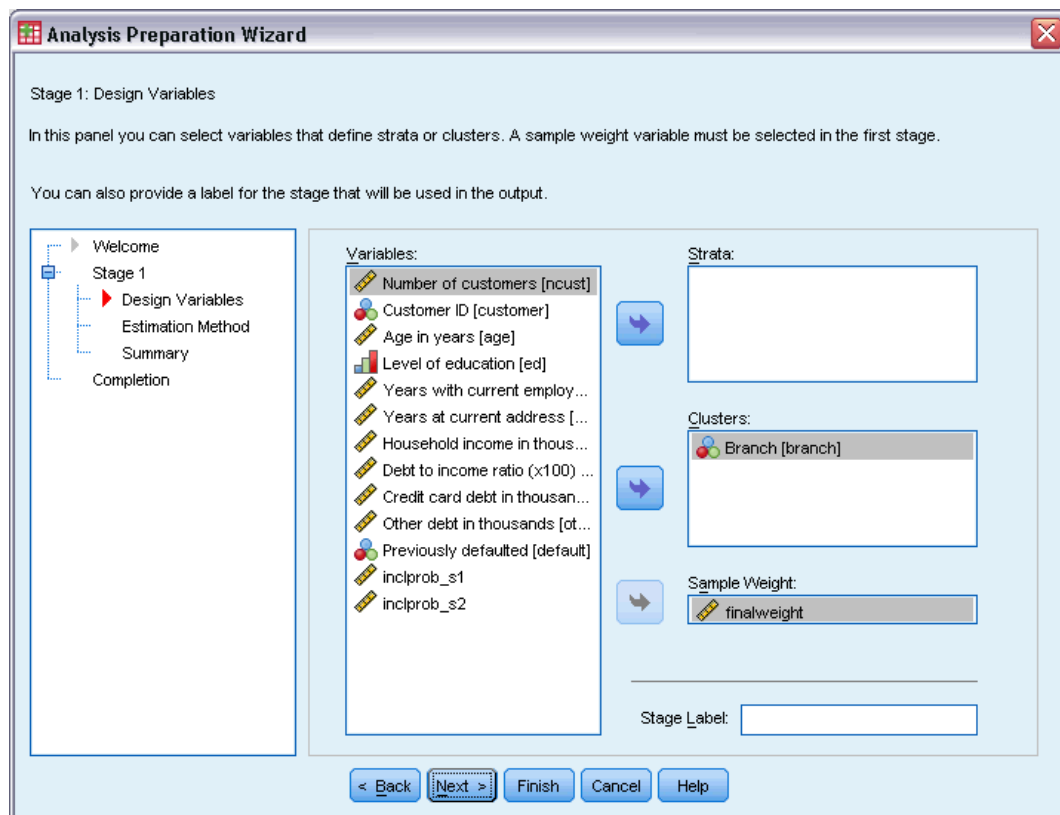 Analysis Preparation Wizard
Stage 1: Design Variables
In this panel you can select variables that define strata or clusters. A sample weight variable must be selected in the first stage.
You can also provide a label for the stage that will be used in the output.
Welcome
Stage 1
Design Variables
Estimation Method
Summary
Completion
Variables:
Number of customers [ncust]
Customer ID [customer]
Age in years [age]
Level of education [ed]
Years with current employ...
Years at current address [...
Household income in thous...
Debt to income ratio (x100) ...
Credit card debt in thousan...
Other debt in thousands [ot...
Previously defaulted [default]
inclprob_s1
inclprob_s2
Strata:
Clusters:
Branch [branch]
Sample Weight:
finalweight
Stage Label:
< Back
Next >
Finish
Cancel
Help